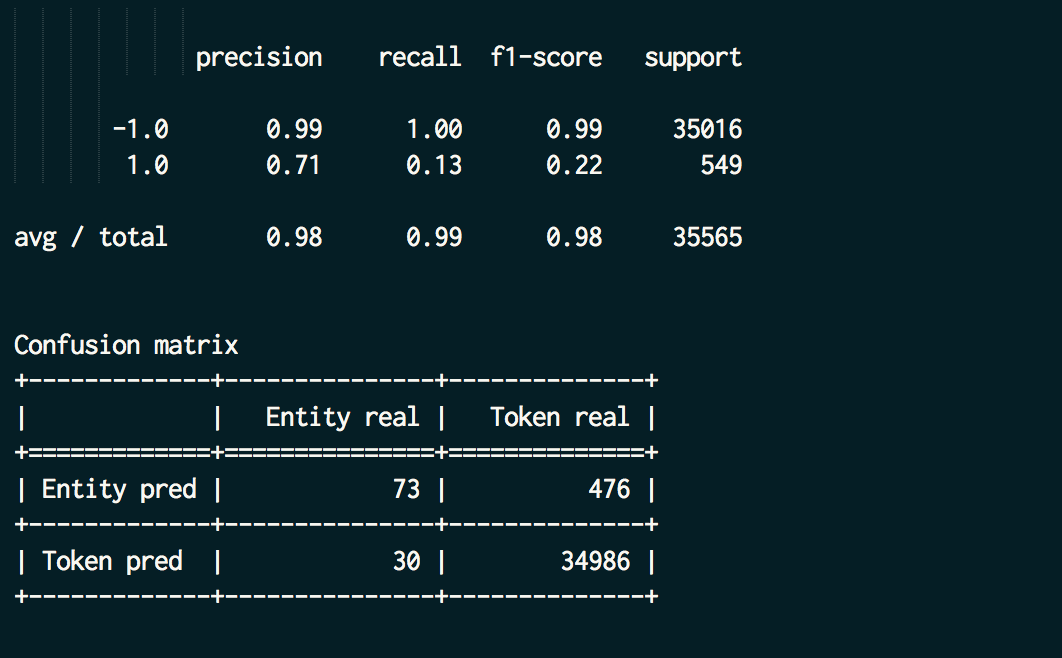 precision    recall  f1-score   support
       -1.0       0.99      1.00      0.99     35016
        1.0       0.71      0.13      0.22       549
avg / total       0.98      0.99      0.98     35565
Confusion matrix
+-------------+---------------+--------------+
|             |   Entity real |   Token real |
+=============+===============+==============+
| Entity pred |            73 |          476 |
+-------------+---------------+--------------+
| Token pred  |            30 |        34986 |
+-------------+---------------+--------------+